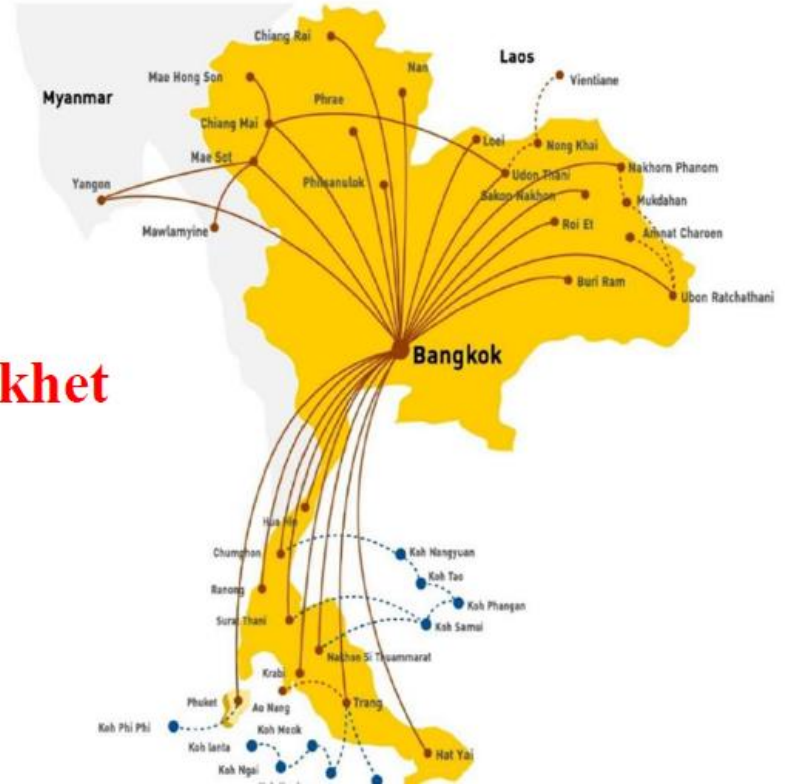 Chiang Rai
Laos
Nan
Vientiane
Mae Hong Son
Myanmar
Phrae
Chiang Mai
Loei
Nong Khai
Mae Sot
Nakhorn Phanom
Udon Thani
Yangon
Phitsanulok
Sakon Nakhon
Mukdahan
Mawlamyine
Roi Et
Amnat Charoen
Buri Ram
Ubon Ratchathani
Bangkok
khet
Hua Hin
Chumphon
Koh Nangyuan
Koh Tao
Ranong
Koh Phangan
Surat Thani
Koh Samui
Nakhon Si Thammarat
Krabi
Phuket
Ao Nang
Trang
Koh Phi Phi
Koh Mook
Koh lanta
Hat Yai
Koh Ngai